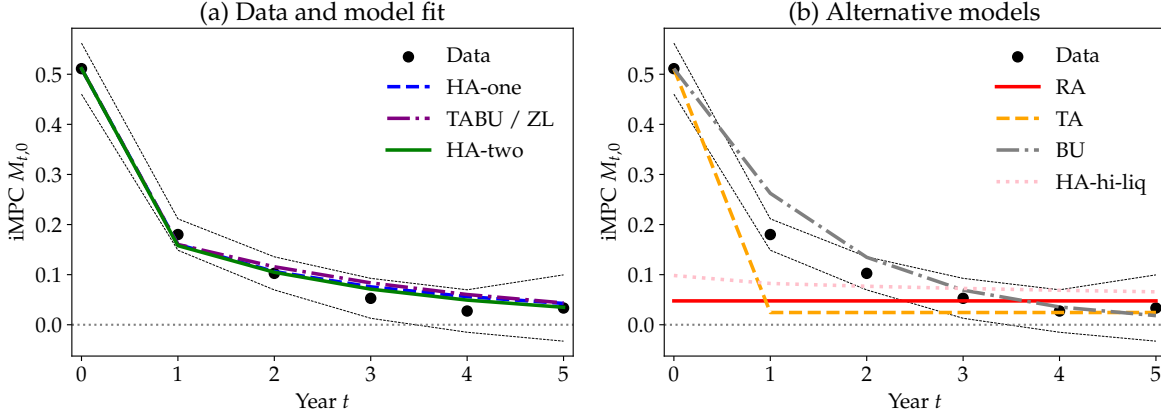 (a) Data and model fit
iMPC M_{t,0}
0.5
0.4
0.3
0.2
0.1
0.0
0 1 2 3 4 5
Year t
Data
HA-one
TABU / ZL
HA-two
(b) Alternative models
iMPC M_{t,0}
0.5
0.4
0.3
0.2
0.1
0.0
0 1 2 3 4 5
Year t
Data
RA
TA
BU
HA-hi-liq